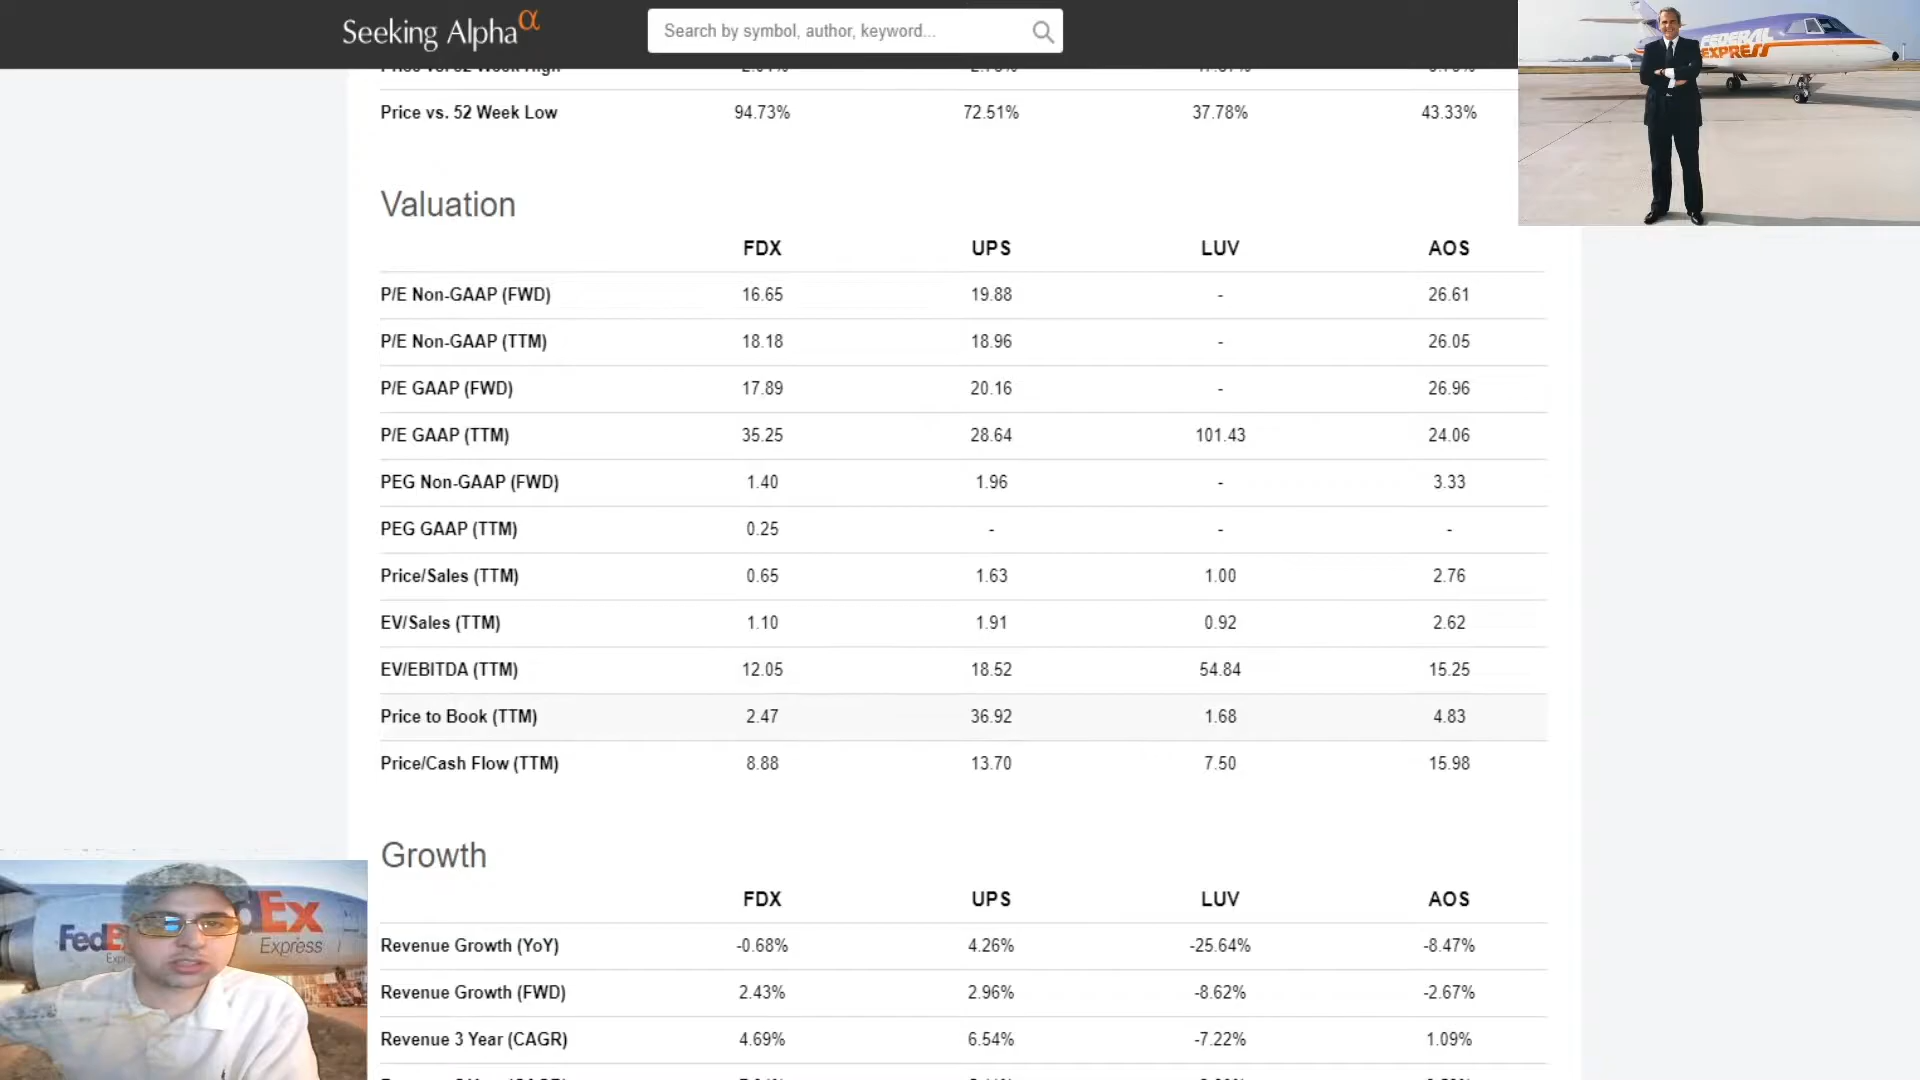 Seeking Alpha α
Search by symbol, author, keyword...
FEDERAL
EXPRESS
Price vs. 52 Week Low 94.73% 72.51% 37.78% 43.33%
Valuation
FDX UPS LUV AOS
P/E Non-GAAP (FWD) 16.65 19.88 - 26.61
P/E Non-GAAP (TTM) 18.18 18.96 - 26.05
P/E GAAP (FWD) 17.89 20.16 - 26.96
P/E GAAP (TTM) 35.25 28.64 101.43 24.06
PEG Non-GAAP (FWD) 1.40 1.96 - 3.33
PEG GAAP (TTM) 0.25 - - -
Price/Sales (TTM) 0.65 1.63 1.00 2.76
EV/Sales (TTM) 1.10 1.91 0.92 2.62
EV/EBITDA (TTM) 12.05 18.52 54.84 15.25
Price to Book (TTM) 2.47 36.92 1.68 4.83
Price/Cash Flow (TTM) 8.88 13.70 7.50 15.98
Growth
FDX UPS LUV AOS
Revenue Growth (YoY) -0.68% 4.26% -25.64% -8.47%
Revenue Growth (FWD) 2.43% 2.96% -8.62% -2.67%
Revenue 3 Year (CAGR) 4.69% 6.54% -7.22% 1.09%
Express